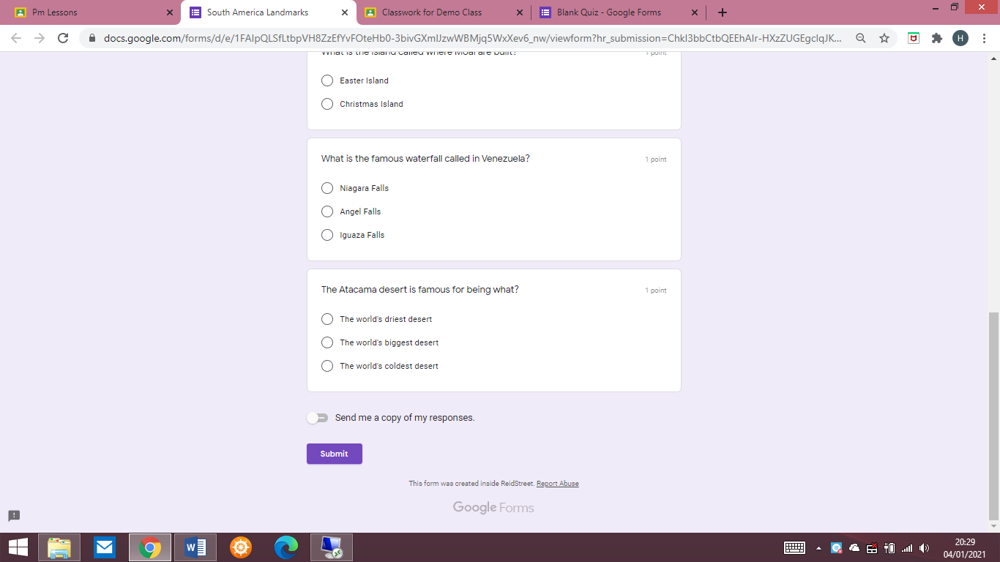 Pm Lessons
South America Landmarks
Classwork for Demo Class
Blank Quiz - Google Forms
docs.google.com/forms/d/e/1FAIpQLSfLtbpVH8ZzEfYvFOteHb0-3bivGXmlJzwWBMjq5WxXev6_nw/viewform?hr_submission=ChkI3bbCtbQEEhAIr-HXzZUGEgcIqJK...
H
What is the island called where Moai are built?
1 point
Easter Island
Christmas Island
What is the famous waterfall called in Venezuela?
1 point
Niagara Falls
Angel Falls
Iguaza Falls
The Atacama desert is famous for being what?
1 point
The world's driest desert
The world's biggest desert
The world's coldest desert
Send me a copy of my responses.
Submit
This form was created inside ReidStreet. Report Abuse
Google Forms
20:29
04/01/2021